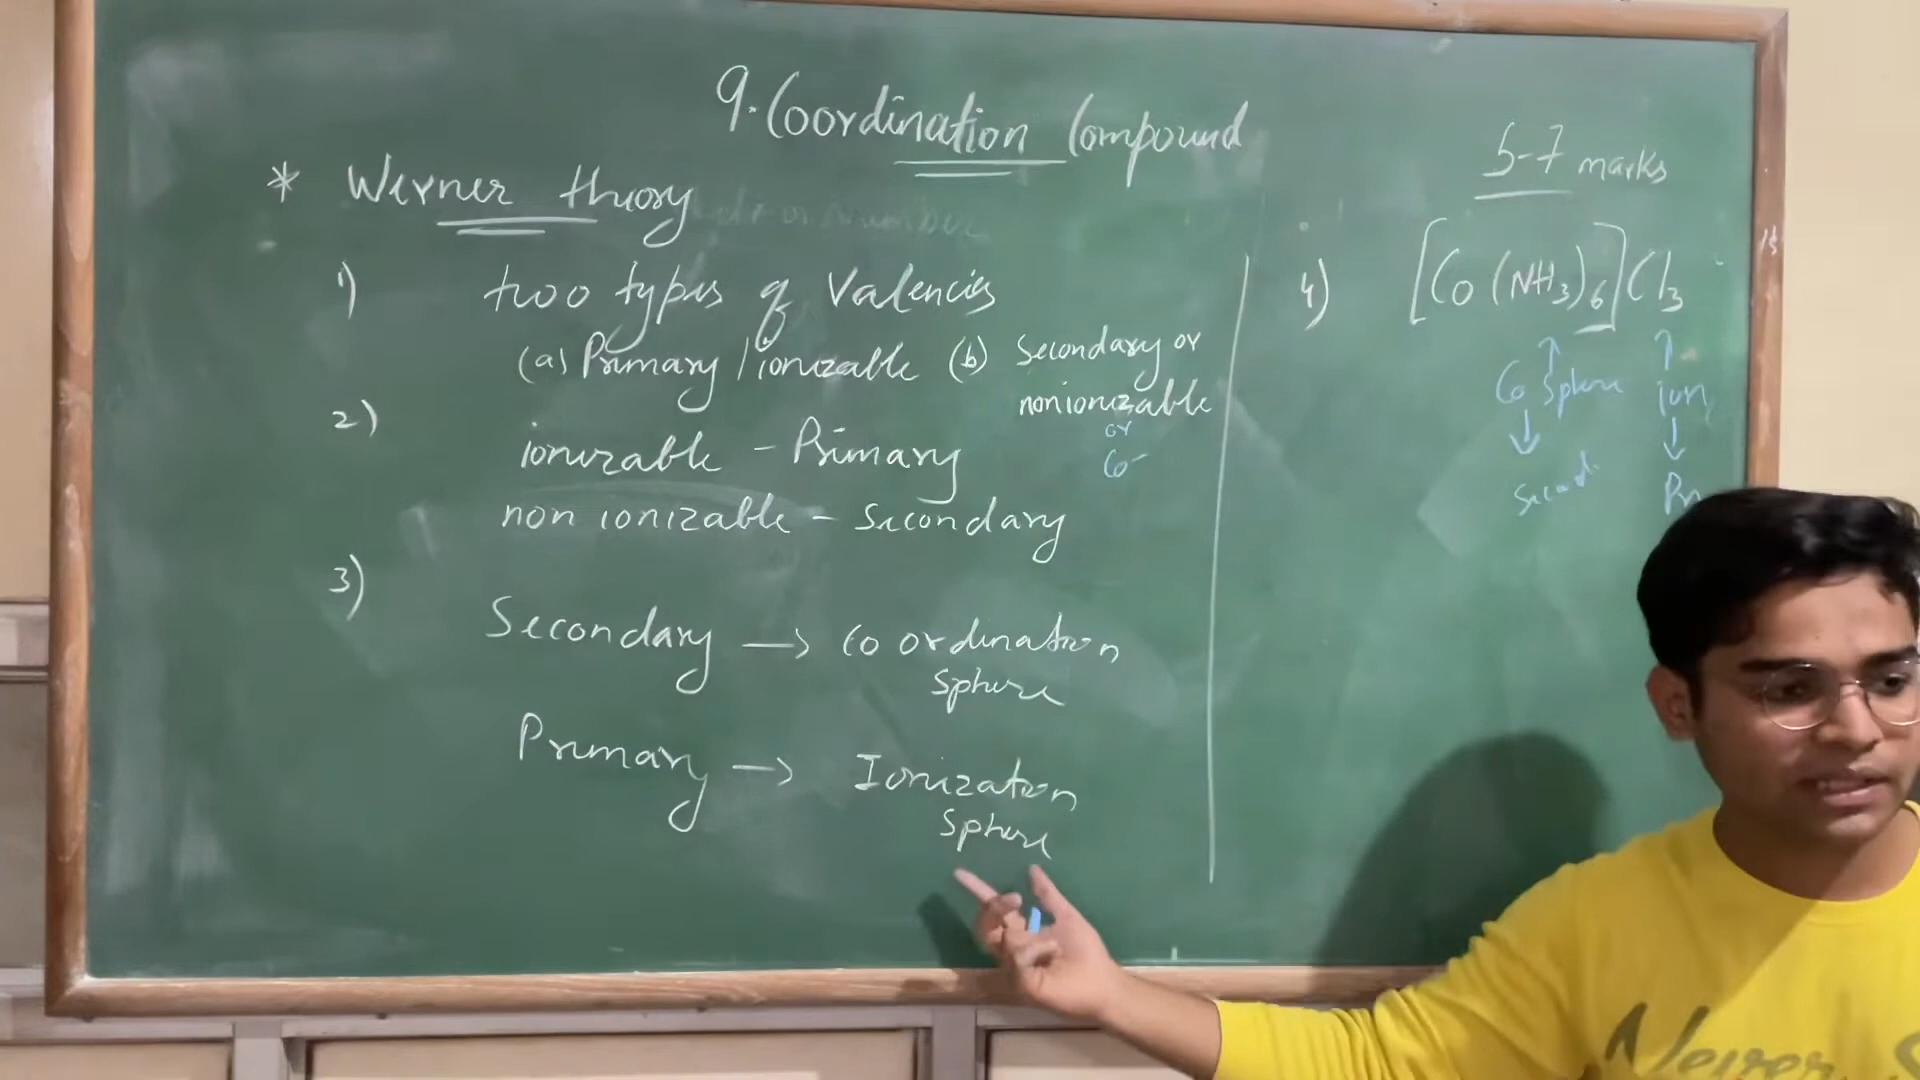 9. Coordination Compound
* Werner theory
1) two types of Valencies
(a) Primary / ionizable (b) Secondary or
nonionizable
or
Co-
2)
ionizable - Primary
non ionizable - Secondary
3)
Secondary → Co ordination
Sphere
Primary → Ionization
Sphere
5-7 marks
4) [Co(NH3)6]Cl3
↑ ↑
Co Sphere ion
↓ ↓
Never